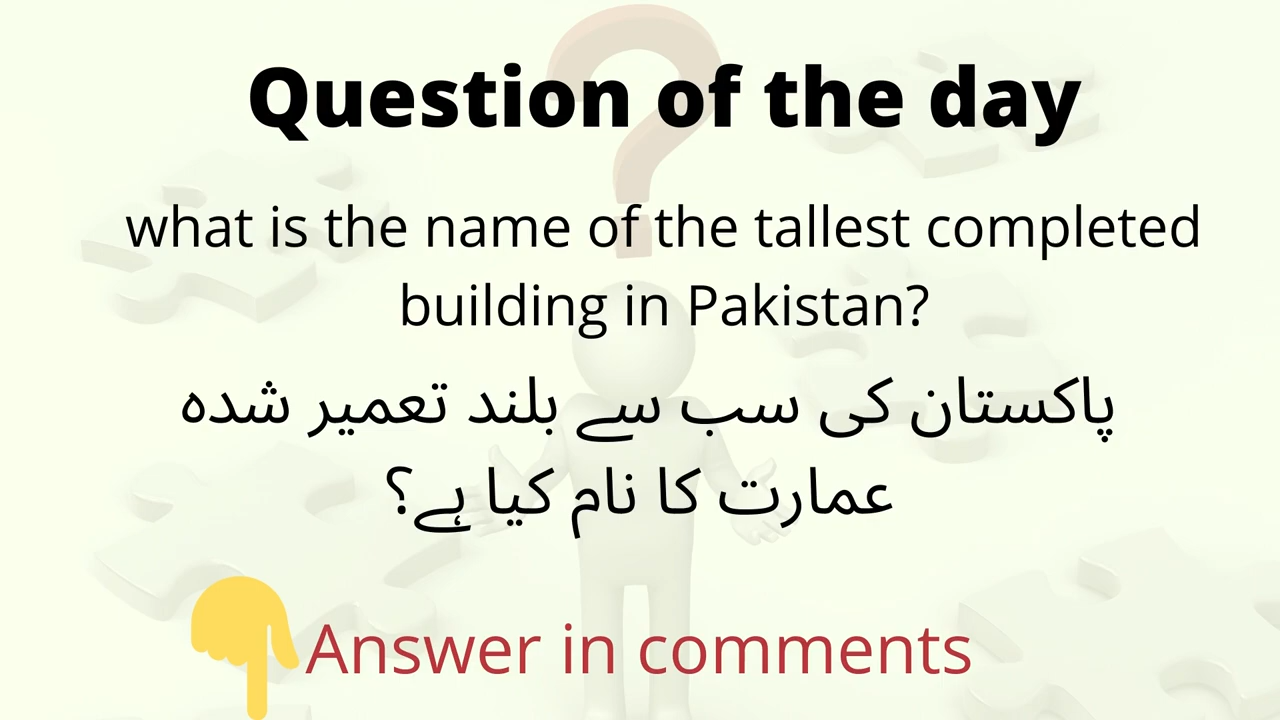 Question of the day
what is the name of the tallest completed
building in Pakistan?
پاکستان کی سب سے بلند تعمیر شدہ
عمارت کا نام کیا ہے؟
Answer in comments